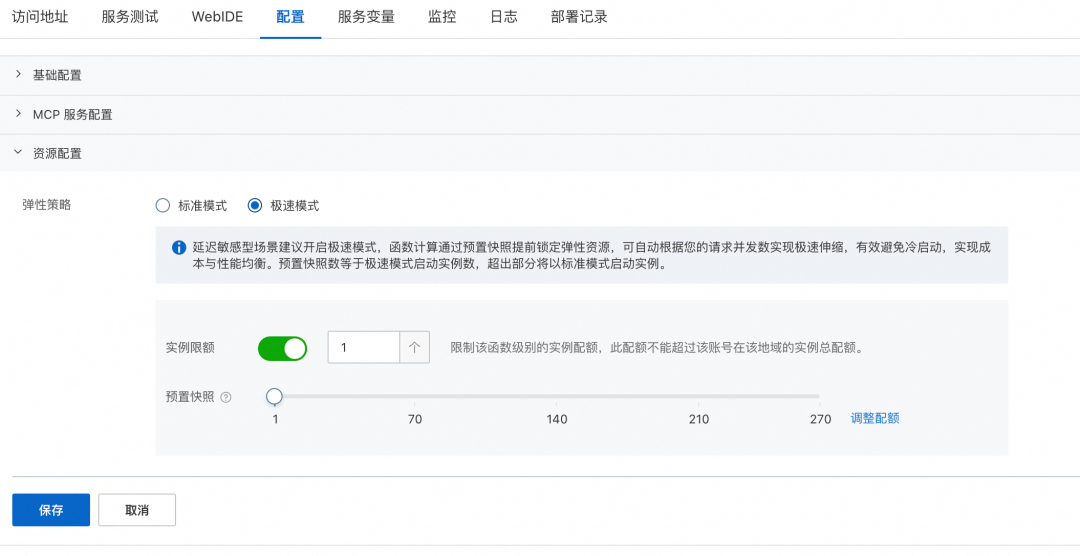 访问地址 服务测试 WebIDE 配置 服务变量 监控 日志 部署记录
基础配置
MCP 服务配置
资源配置
弹性策略 标准模式 极速模式
延迟敏感型场景建议开启极速模式，函数计算通过预置快照提前锁定弹性资源，可自动根据您的请求并发数实现极速伸缩，有效避免冷启动，实现成
本与性能均衡。预置快照数等于极速模式启动实例数，超出部分将以标准模式启动实例。
实例限额 1 个 限制该函数级别的实例配额，此配额不能超过该账号在该地域的实例总配额。
预置快照
1 70 140 210 270 调整配额
保存 取消